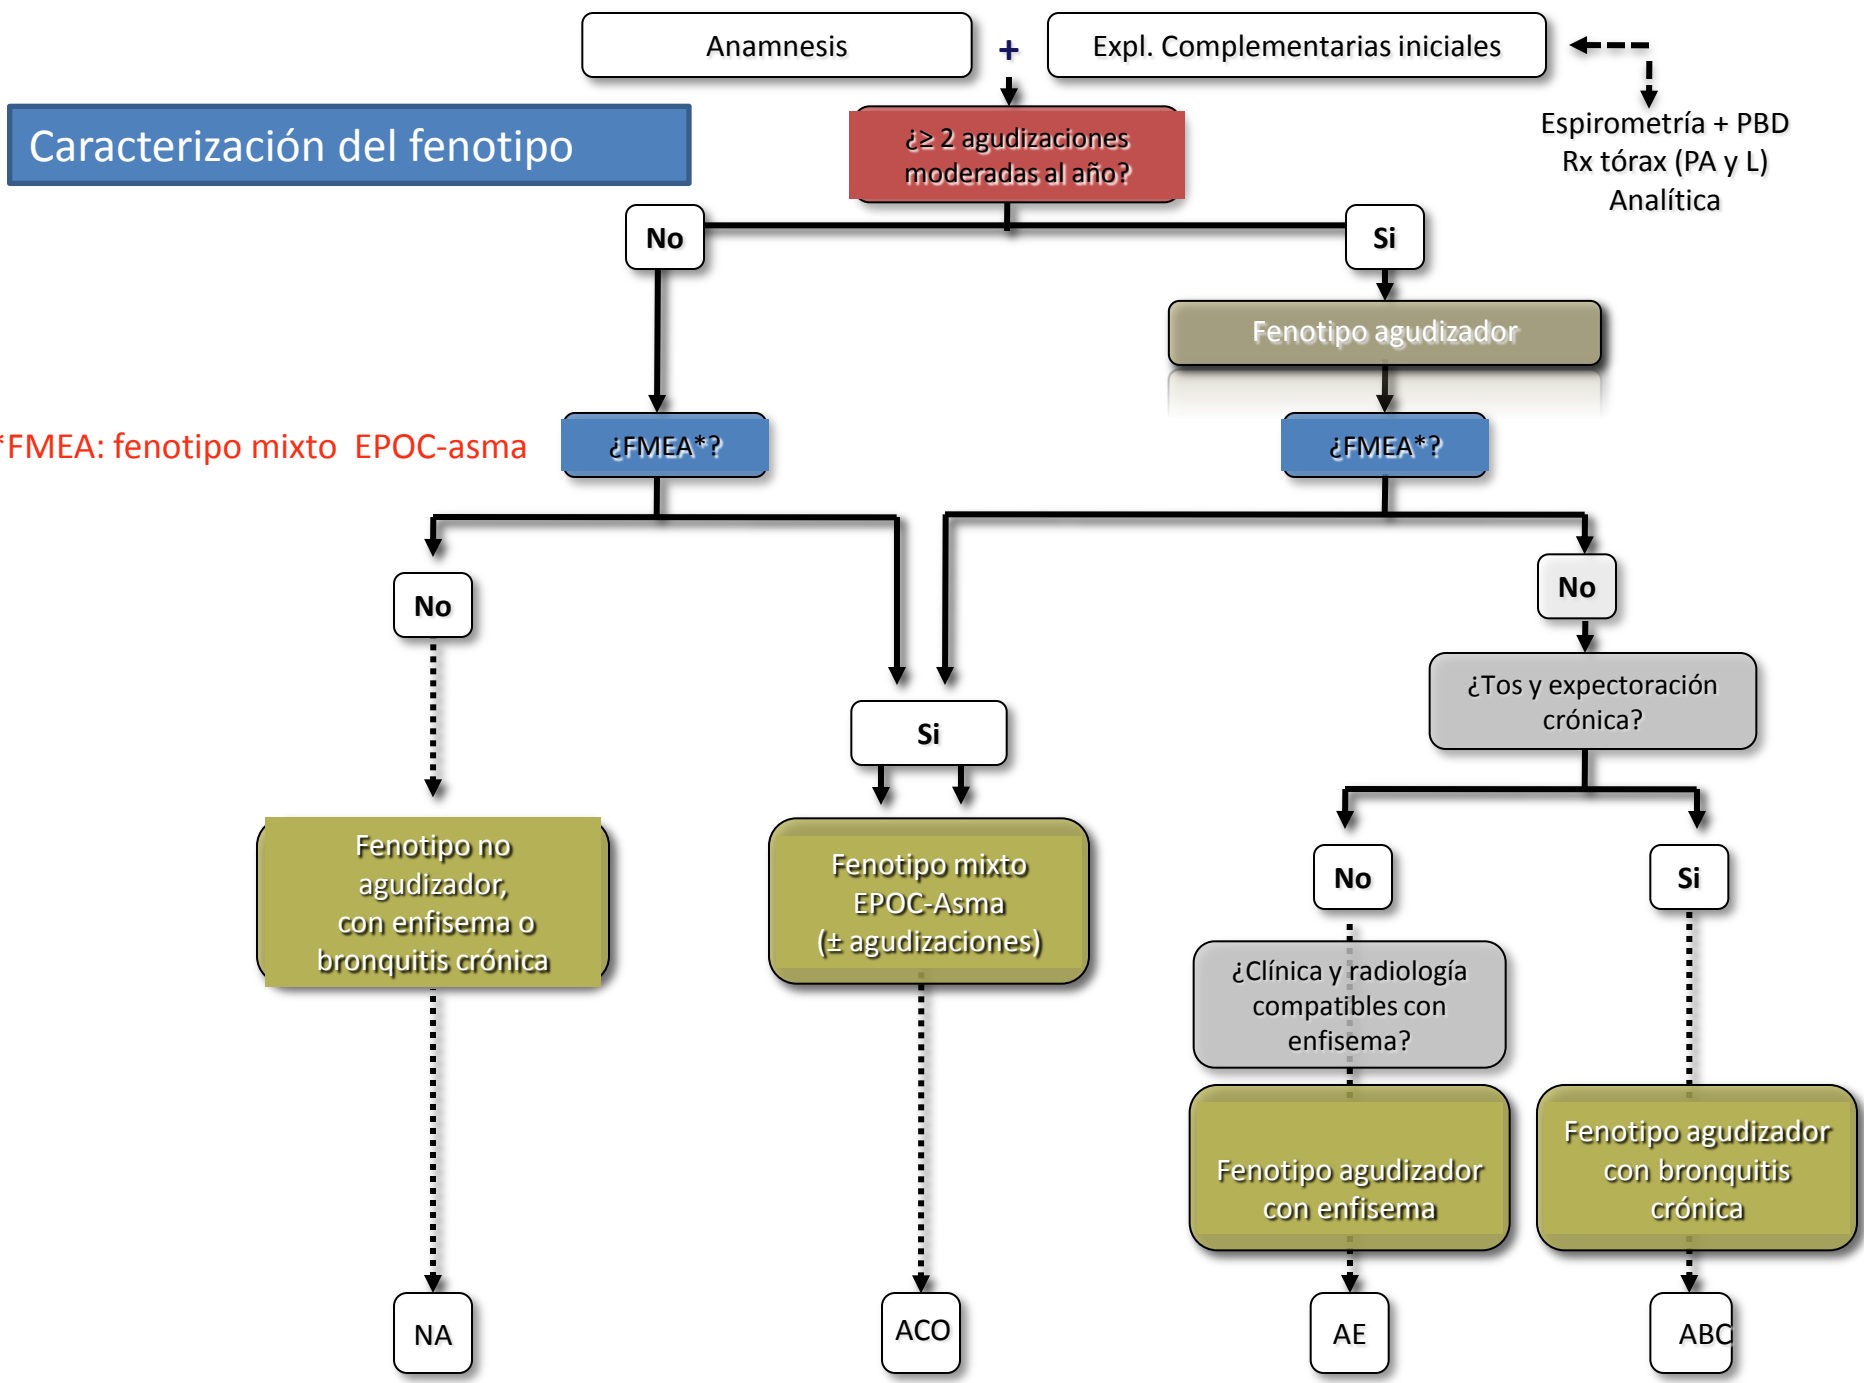 Anamnesis
+
Expl. Complementarias iniciales
Caracterización del fenotipo
¿≥ 2 agudizaciones
moderadas al año?
Espirometría + PBD
Rx tórax (PA y L)
Analítica
No
Si
Fenotipo agudizador
*FMEA: fenotipo mixto EPOC-asma
¿FMEA*?
¿FMEA*?
No
No
¿Tos y expectoración
crónica?
Si
Fenotipo no
agudizador,
con enfisema o
bronquitis crónica
Fenotipo mixto
EPOC-Asma
(± agudizaciones)
No
Si
¿Clínica y radiología
compatibles con
enfisema?
Fenotipo agudizador
con enfisema
Fenotipo agudizador
con bronquitis
crónica
NA
ACO
AE
ABC